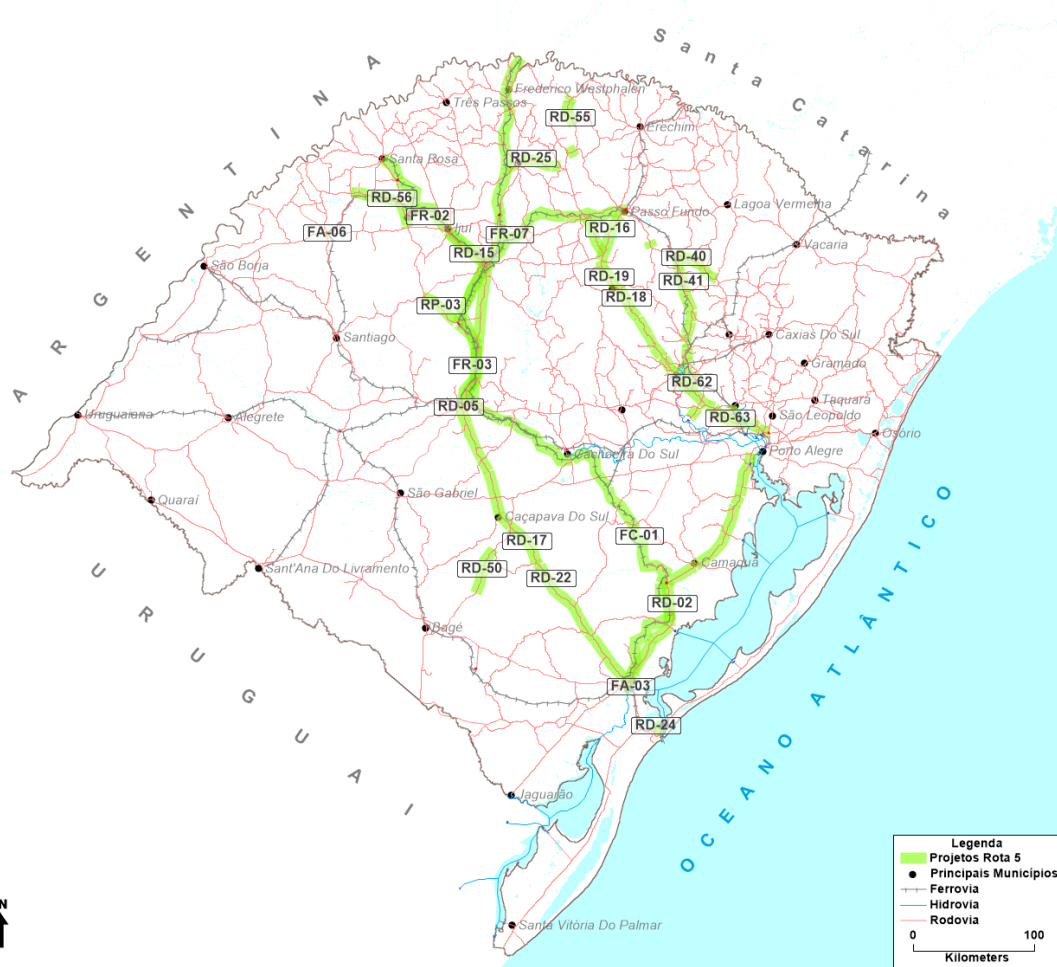 Santa Catarina
ARGENTINA
Frederico Westphalen
Três Passos
RD-55
Erechim
RD-25
Santa Rosa
RD-56
Lagoa Vermelha
FR-02
Passo Fundo
RD-16
FA-06
Ijuí
FR-07
Vacaria
RD-15
RD-40
São Borja
RD-19
RD-41
RD-18
RP-03
Santiago
Caxias Do Sul
FR-03
Gramado
RD-62
Taquara
RD-05
Uruguaiana
Alegrete
RD-63
São Leopoldo
Osório
Cachoeira Do Sul
Porto Alegre
Quaraí
São Gabriel
Caçapava Do Sul
FC-01
RD-17
Camaquã
Sant'Ana Do Livramento
RD-50
RD-22
RD-02
Bagé
URUGUAI
FA-03
RD-24
OCEANO ATLÂNTICO
Jaguarão
Santa Vitória Do Palmar
N
Legenda
Projetos Rota 5
Principais Municípios
Ferrovia
Hidrovia
Rodovia
0 100
Kilometers